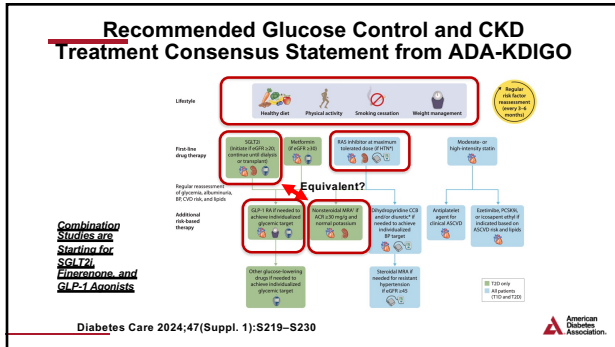 Recommended Glucose Control and CKD
Treatment Consensus Statement from ADA-KDIGO
Lifestyle
Healthy diet
Physical activity
Smoking cessation
Weight management
Regular
risk factor
reassessment
(every 3–6
months)
First-line
drug therapy
SGLT2i
(initiate if eGFR ≥20,
continue until dialysis
or transplant)
Metformin
(if eGFR ≥30)
RAS inhibitor at maximum
tolerated dose (if HTN*)
Moderate- or
high-intensity statin
Regular reassessment
of glycemia, albuminuria,
BP, CVD risk, and lipids
Equivalent?
Additional
risk-based
therapy
GLP-1 RA if needed to
achieve individualized
glycemic target
Nonsteroidal MRA† if
ACR ≥30 mg/g and
normal potassium
Dihydropyridine CCB
and/or diuretic* if
needed to achieve
individualized
BP target
Antiplatelet
agent for
clinical ASCVD
Ezetimibe, PCSK9i,
or icosapent ethyl if
indicated based on
ASCVD risk and lipids
Combination
Studies are
Starting for
SGLT2i,
Finerenone, and
GLP-1 Agonists
Other glucose-lowering
drugs if needed to
achieve individualized
glycemic target
Steroidal MRA if
needed for resistant
hypertension
if eGFR ≥45
T2D only
All patients
(T1D and T2D)
Diabetes Care 2024;47(Suppl. 1):S219–S230
American
Diabetes
Association.